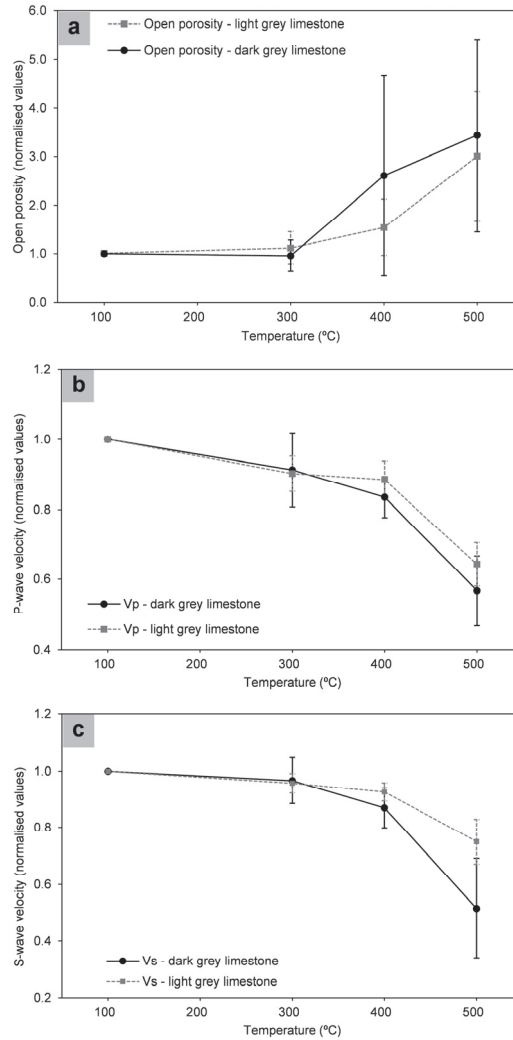 a
Open porosity - light grey limestone
Open porosity - dark grey limestone
Open porosity (normalised values)
6.0
5.0
4.0
3.0
2.0
1.0
0.0
100 200 300 400 500
Temperature (ºC)
b
P-wave velocity (normalised values)
1.2
1.0
0.8
0.6
0.4
Vp - dark grey limestone
Vp - light grey limestone
100 200 300 400 500
Temperature (ºC)
c
S-wave velocity (normalised values)
1.2
1.0
0.8
0.6
0.4
0.2
Vs - dark grey limestone
Vs - light grey limestone
100 200 300 400 500
Temperature (ºC)